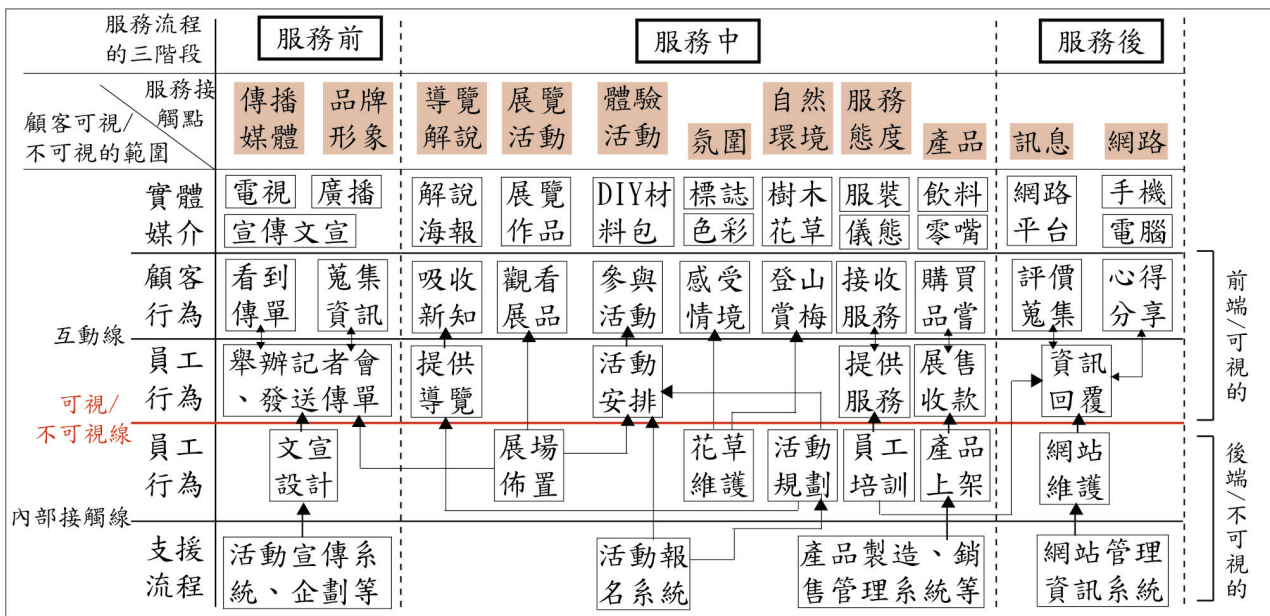 服務流程
的三階段
服務前
服務中
服務後
服務接
觸點
顧客可視/
不可視的範圍
傳播
媒體
品牌
形象
導覽
解說
展覽
活動
體驗
活動
氛圍
自然
環境
服務
態度
產品
訊息
網路
實體
媒介
電視
廣播
宣傳文宣
解說
海報
展覽
作品
DIY材
料包
標誌
色彩
樹木
花草
服裝
儀態
飲料
零嘴
網路
平台
手機
電腦
顧客
行為
看到
傳單
蒐集
資訊
吸收
新知
觀看
展品
參與
活動
感受
情境
登山
賞梅
接收
服務
購買
品嘗
評價
蒐集
心得
分享
互動線
員工
行為
舉辦記者會
、發送傳單
提供
導覽
活動
安排
提供
服務
展售
收款
資訊
回覆
前端/可視的
可視/
不可視線
員工
行為
文宣
設計
展場
佈置
花草
維護
活動
規劃
員工
培訓
產品
上架
網站
維護
內部接觸線
支援
流程
活動宣傳系
統、企劃等
活動報
名系統
產品製造、銷
售管理系統等
網站管理
資訊系統
後端/不可視的